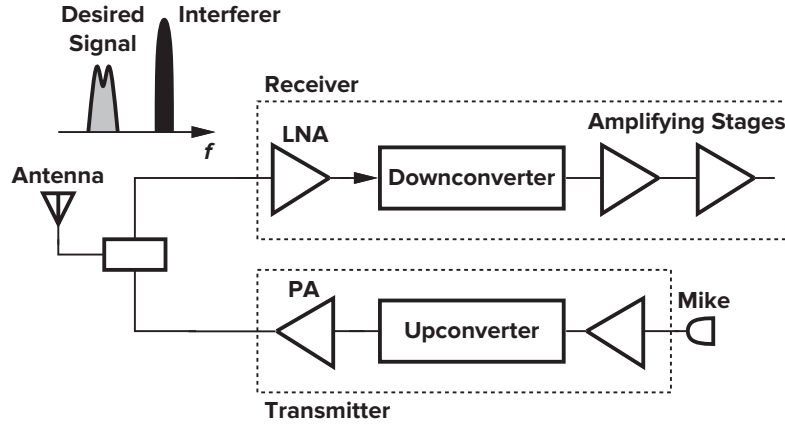 Desired Interferer
Signal
f
Receiver
LNA
Amplifying Stages
Downconverter
Antenna
PA
Mike
Upconverter
Transmitter